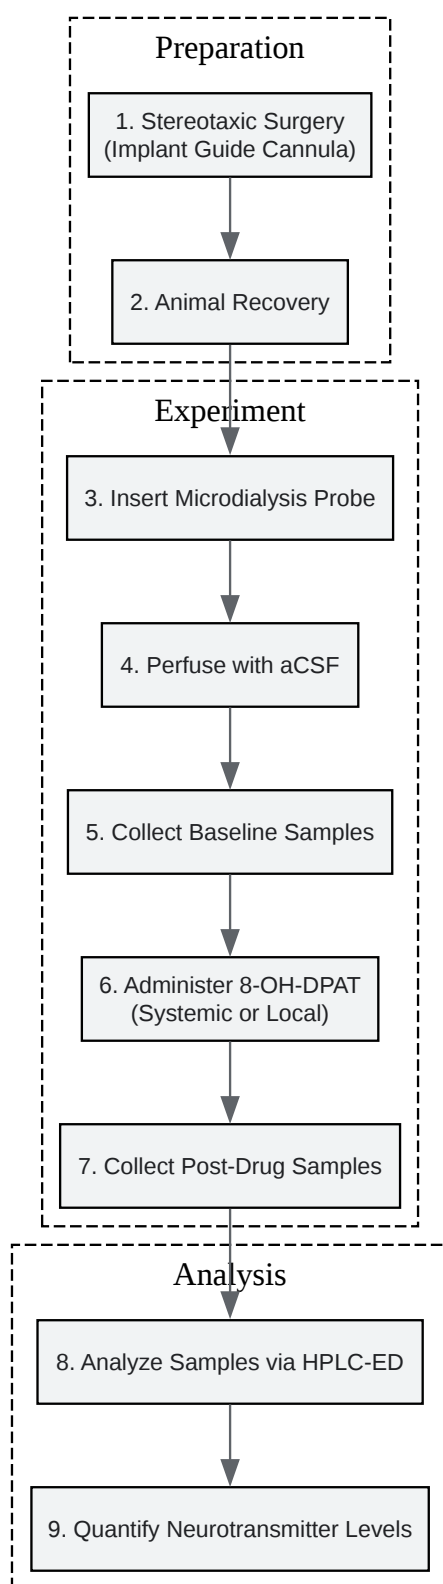 Preparation
1. Stereotaxic Surgery
(Implant Guide Cannula)
2. Animal Recovery
Experiment
3. Insert Microdialysis Probe
4. Perfuse with aCSF
5. Collect Baseline Samples
6. Administer 8-OH-DPAT
(Systemic or Local)
7. Collect Post-Drug Samples
Analysis
8. Analyze Samples via HPLC-ED
9. Quantify Neurotransmitter Levels